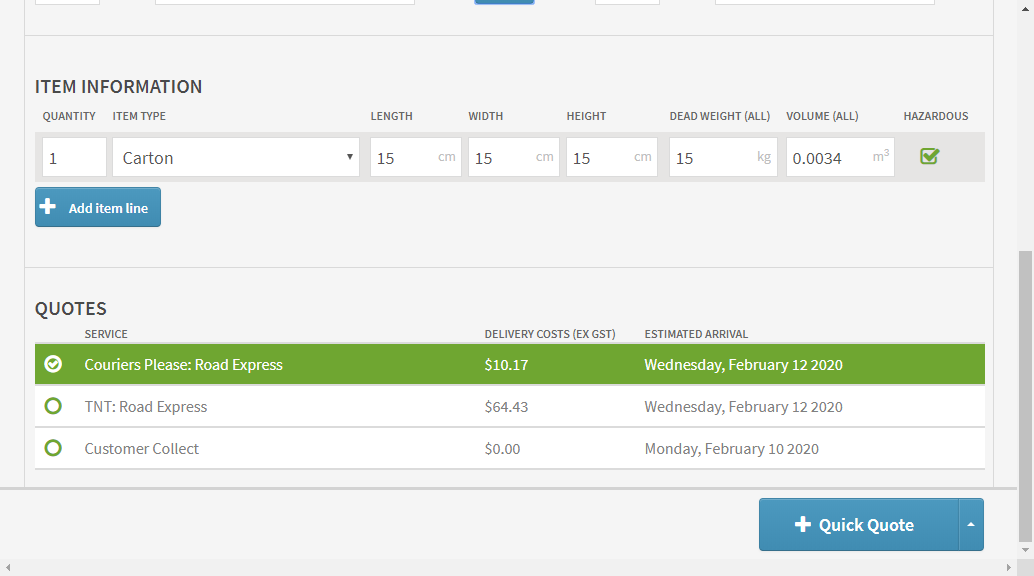 ITEM INFORMATION
QUANTITY ITEM TYPE LENGTH WIDTH HEIGHT DEAD WEIGHT (ALL) VOLUME (ALL) HAZARDOUS
1 Carton 15 cm 15 cm 15 cm 15 kg 0.0034 m³
Add item line
QUOTES
SERVICE DELIVERY COSTS (EX GST) ESTIMATED ARRIVAL
Couriers Please: Road Express $10.17 Wednesday, February 12 2020
TNT: Road Express $64.43 Wednesday, February 12 2020
Customer Collect $0.00 Monday, February 10 2020
Quick Quote